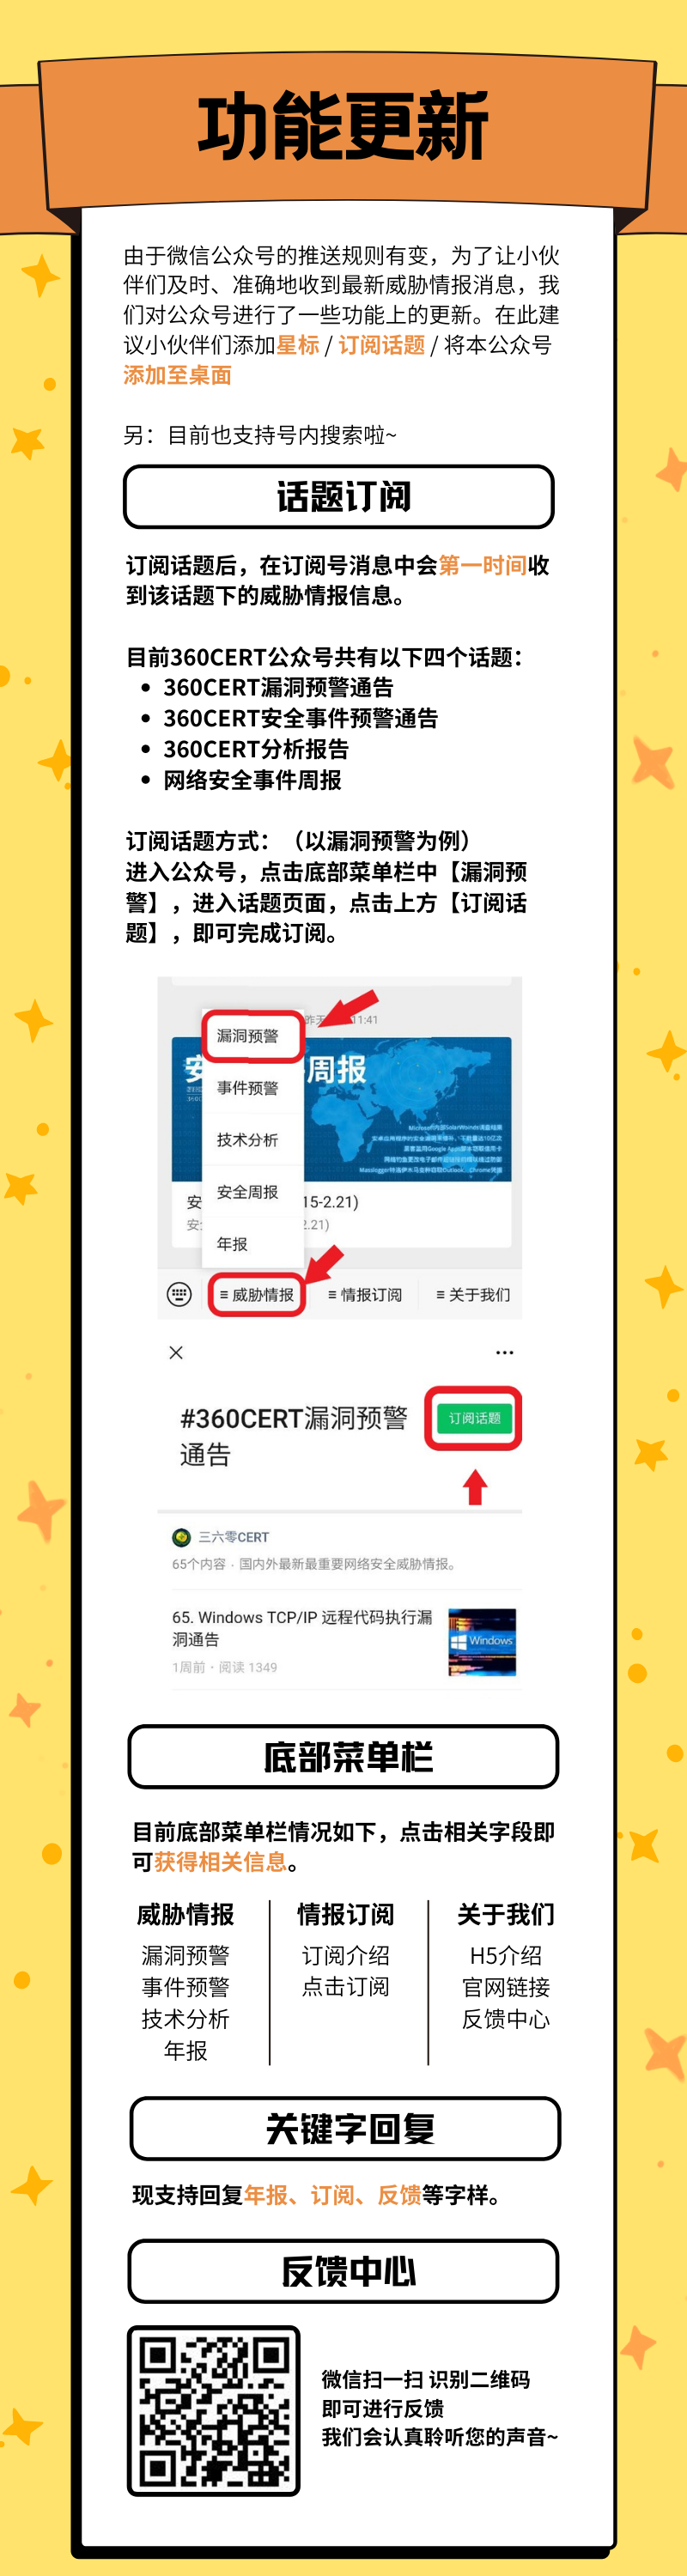 功能更新
由于微信公众号的推送规则有变，为了让小伙
伴们及时、准确地收到最新威胁情报消息，我
们对公众号进行了一些功能上的更新。在此建
议小伙伴们添加星标 / 订阅话题 / 将本公众号
添加至桌面
另：目前也支持号内搜索啦~
话题订阅
订阅话题后，在订阅号消息中会第一时间收
到该话题下的威胁情报信息。
目前360CERT公众号共有以下四个话题：
• 360CERT漏洞预警通告
• 360CERT安全事件预警通告
• 360CERT分析报告
• 网络安全事件周报
订阅话题方式：（以漏洞预警为例）
进入公众号，点击底部菜单栏中【漏洞预
警】，进入话题页面，点击上方【订阅话
题】，即可完成订阅。
昨天 11:41
漏洞预警
安 周报
事件预警
技术分析
安全周报
安 15-2.21)
安 2.21)
年报
≡ 威胁情报 ≡ 情报订阅 ≡ 关于我们
#360CERT漏洞预警
通告
订阅话题
三六零CERT
65个内容 · 国内外最新最重要网络安全威胁情报。
65. Windows TCP/IP 远程代码执行漏
洞通告
Windows
1周前 · 阅读 1349
底部菜单栏
目前底部菜单栏情况如下，点击相关字段即
可获得相关信息。
威胁情报 情报订阅 关于我们
漏洞预警 订阅介绍 H5介绍
事件预警 点击订阅 官网链接
技术分析 反馈中心
年报
关键字回复
现支持回复年报、订阅、反馈等字样。
反馈中心
微信扫一扫 识别二维码
即可进行反馈
我们会认真聆听您的声音~